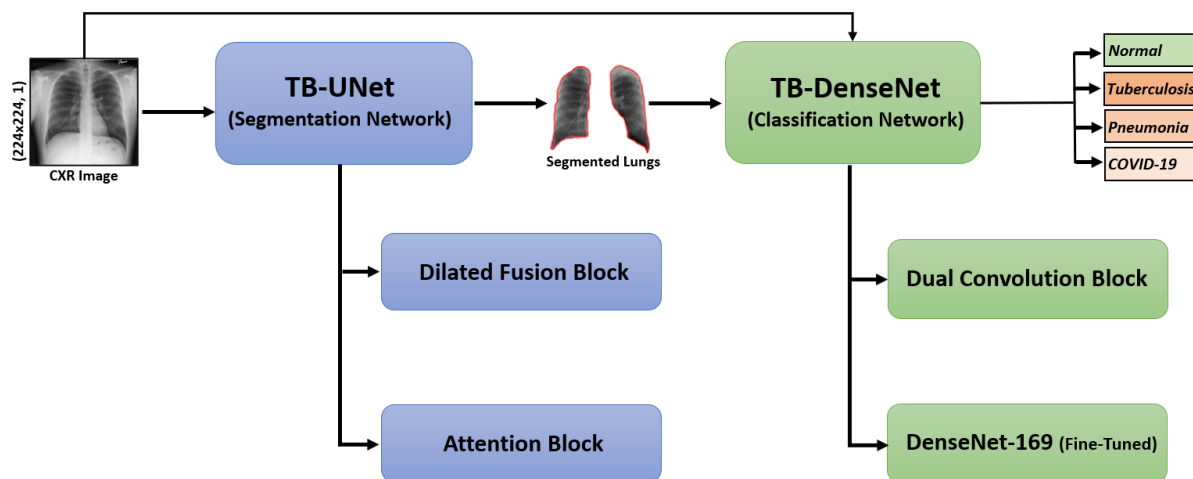 (224x224, 1)
CXR Image
TB-UNet
(Segmentation Network)
Segmented Lungs
TB-DenseNet
(Classification Network)
Normal
Tuberculosis
Pneumonia
COVID-19
Dilated Fusion Block
Dual Convolution Block
Attention Block
DenseNet-169 (Fine-Tuned)